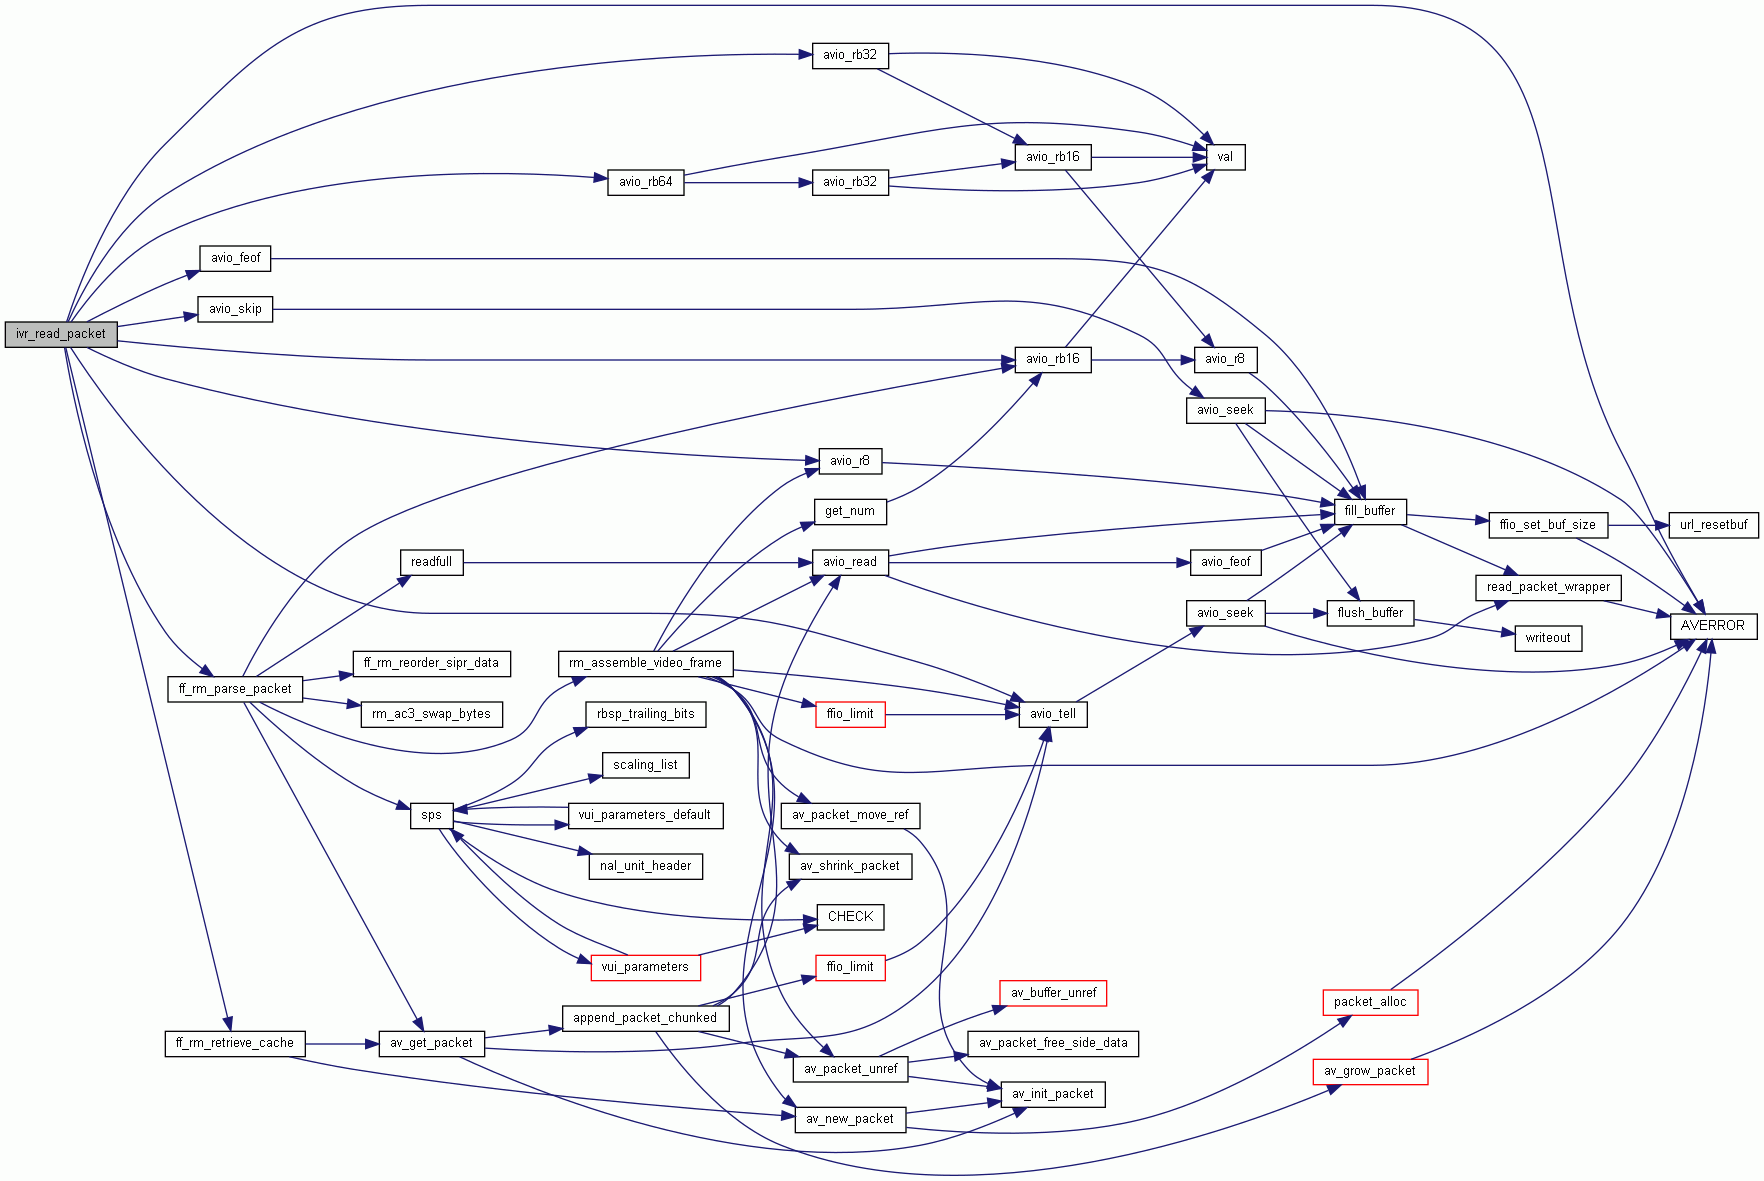 avio_rb32
avio_rb16
val
avio_rb64
avio_rb32
avio_feof
avio_skip
ivr_read_packet
avio_rb16
avio_r8
avio_seek
avio_r8
get_num
fill_buffer
ffio_set_buf_size
url_resetbuf
readfull
avio_read
avio_feof
read_packet_wrapper
avio_seek
flush_buffer
AVERROR
writeout
ff_rm_reorder_sipr_data
rm_assemble_video_frame
ff_rm_parse_packet
rm_ac3_swap_bytes
rbsp_trailing_bits
ffio_limit
avio_tell
scaling_list
sps
vui_parameters_default
av_packet_move_ref
nal_unit_header
av_shrink_packet
CHECK
vui_parameters
ffio_limit
av_buffer_unref
packet_alloc
append_packet_chunked
ff_rm_retrieve_cache
av_get_packet
av_packet_free_side_data
av_packet_unref
av_grow_packet
av_init_packet
av_new_packet